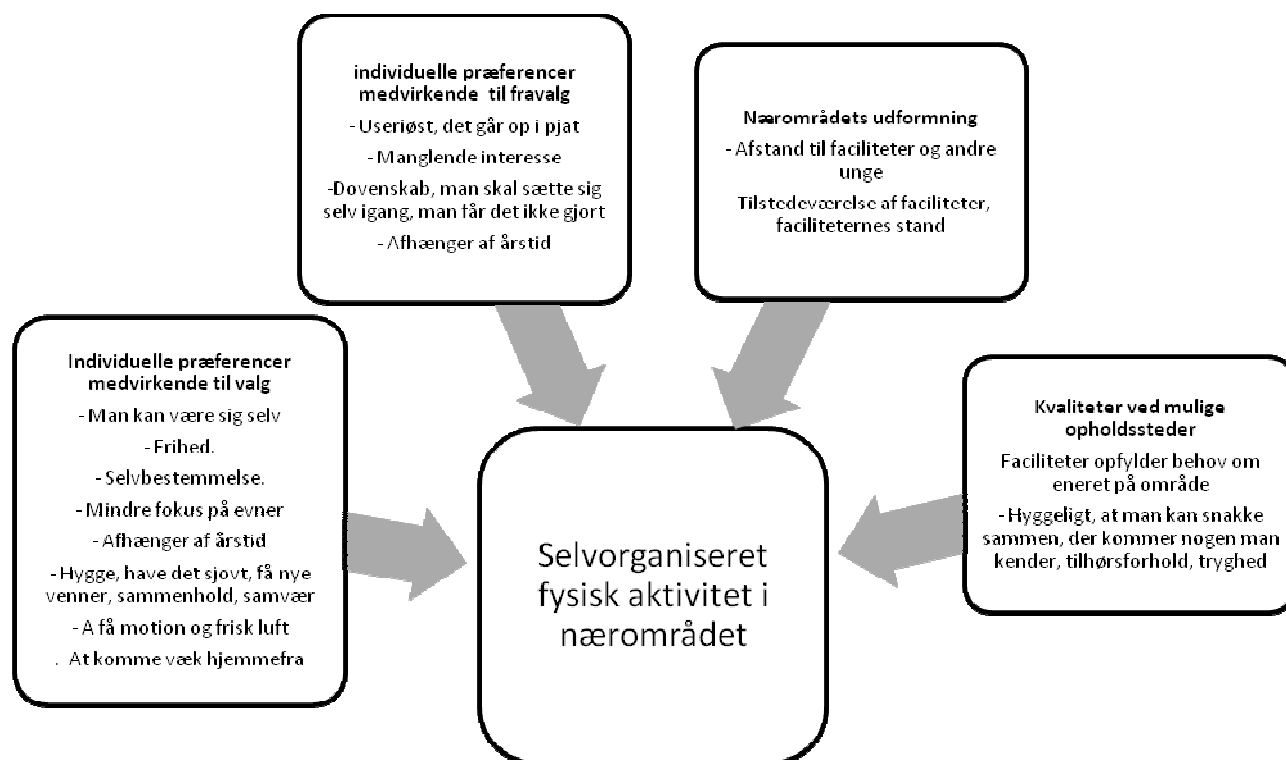 individuelle præferencer
medvirkende til fravalg
- Useriøst, det går op i pjat
- Manglende interesse
-Dovenskab, man skal sætte sig
selv igang, man får det ikke gjort
- Afhænger af årstid
Nærområdets udformning
- Afstand til faciliteter og andre
unge
Tilstedeværelse af faciliteter,
faciliteternes stand
Individuelle præferencer
medvirkende til valg
- Man kan være sig selv
- Frihed.
- Selvbestemmelse.
- Mindre fokus på evner
- Afhænger af årstid
- Hygge, have det sjovt, få nye
venner, sammenhold, samvær
- A få motion og frisk luft
. At komme væk hjemmefra
Kvaliteter ved mulige
opholdssteder
Faciliteter opfylder behov om
eneret på område
- Hyggeligt, at man kan snakke
sammen, der kommer nogen man
kender, tilhørsforhold, tryghed
Selvorganiseret
fysisk aktivitet i
nærområdet